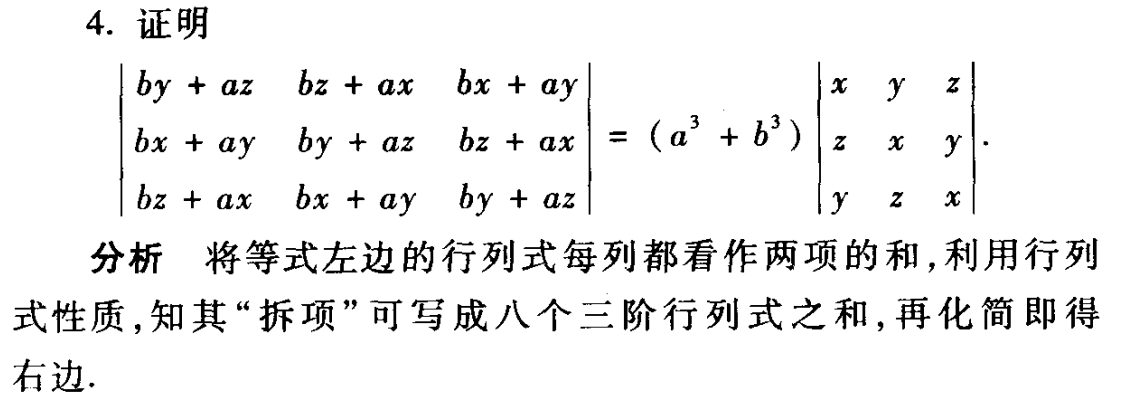 4. 证明
| by + az  bz + ax  bx + ay |   | x  y  z |
| bx + ay  by + az  bz + ax | = (a³ + b³) | z  x  y |.
| bz + ax  bx + ay  by + az |   | y  z  x |
分析 将等式左边的行列式每列都看作两项的和,利用行列
式性质,知其“拆项”可写成八个三阶行列式之和,再化简即得
右边.